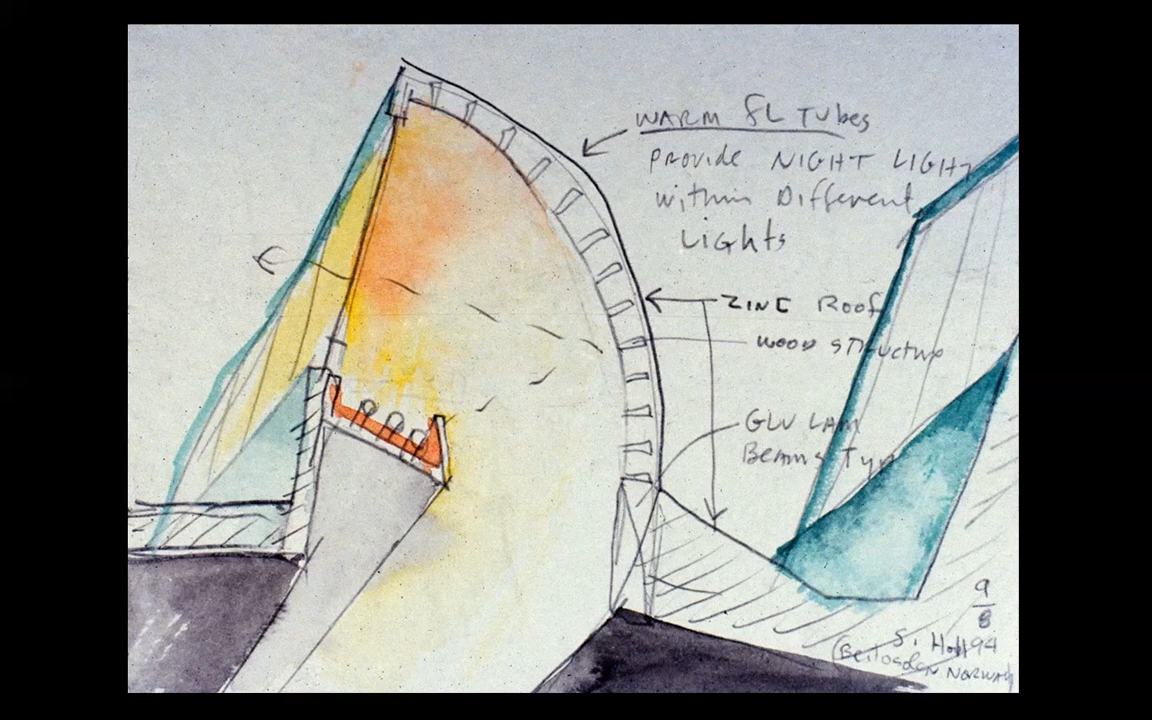 WARM FL TUbes
PROVIDE NIGHT LIGHT
within Different
Lights
ZINC Roof
WOOD STructure
GLU LAM
Beams Typ
9
8
S. Holl 94
NORWAY